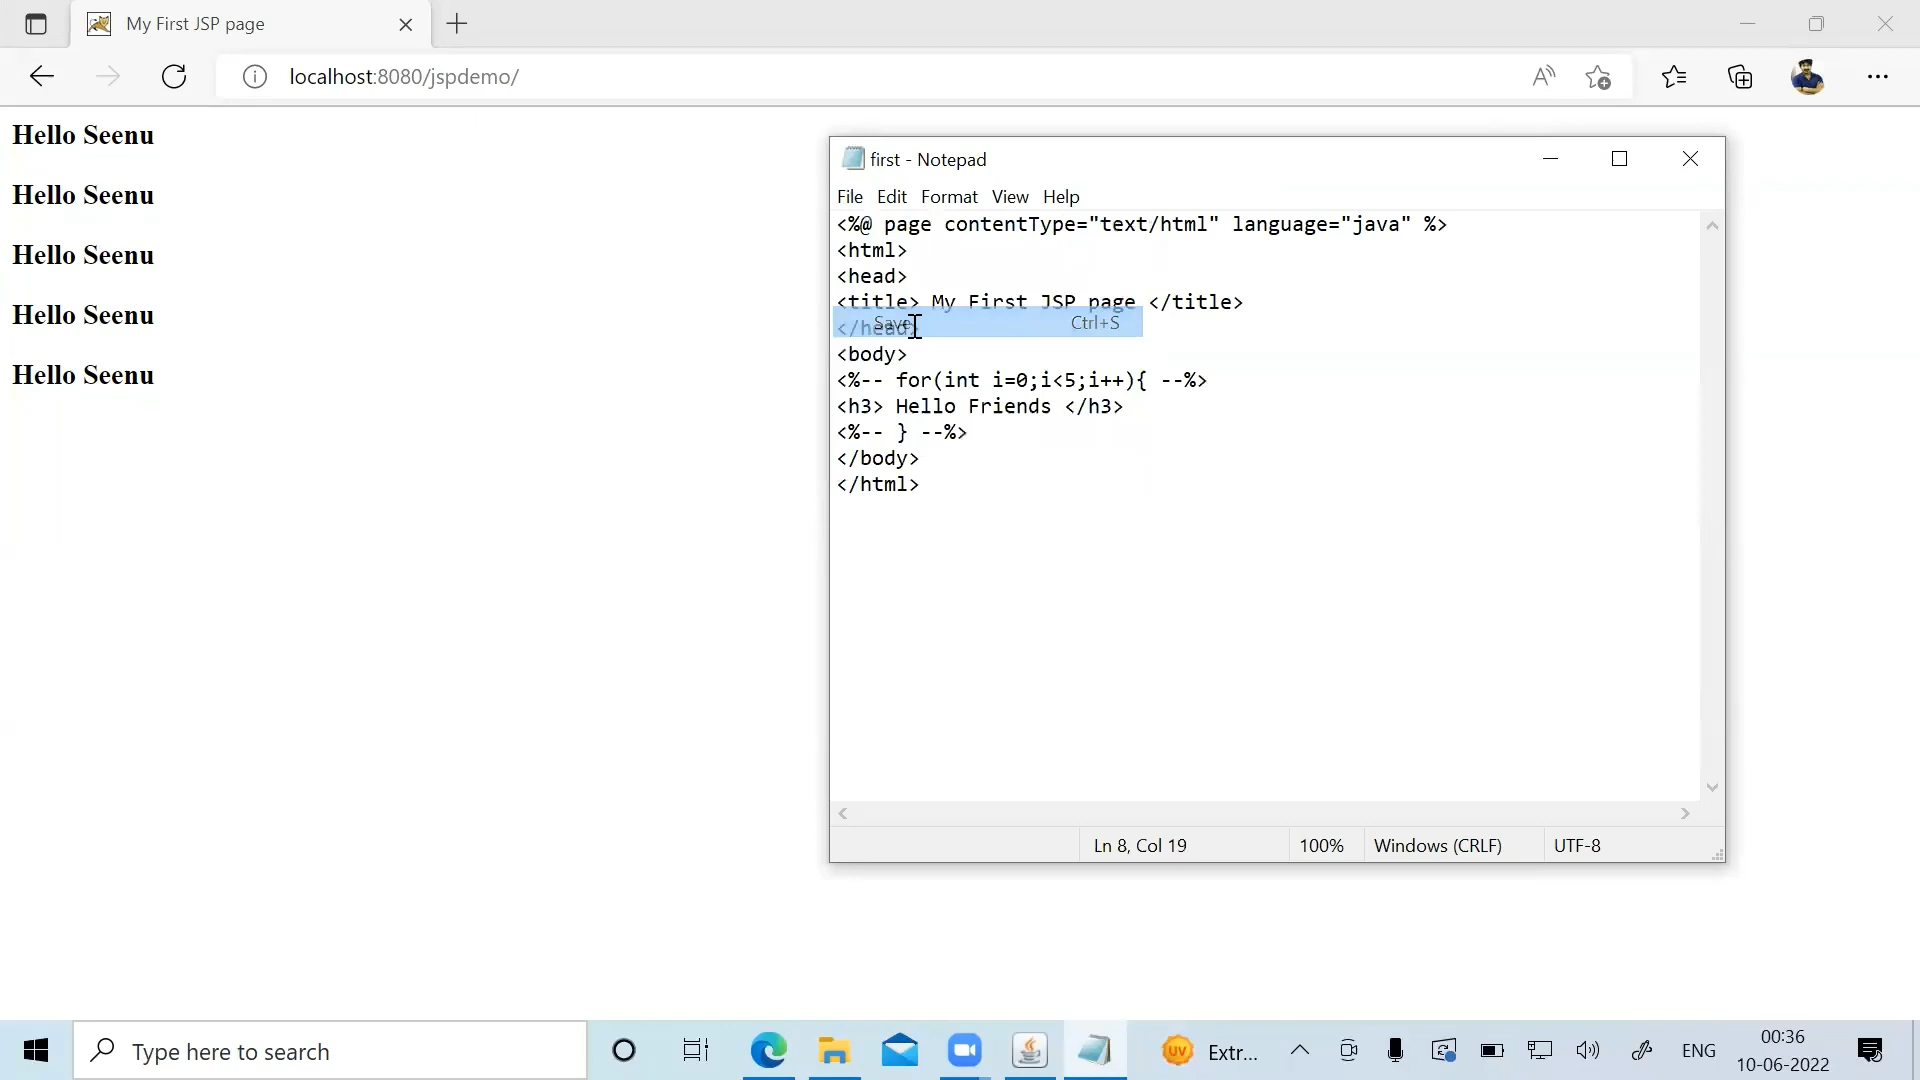 My First JSP page
localhost:8080/jspdemo/
Hello Seenu
Hello Seenu
Hello Seenu
Hello Seenu
Hello Seenu
first - Notepad
File Edit Format View Help
<%@ page contentType="text/html" language="java" %>
<html>
<head>
<title> My First JSP page </title>
</head>
Save Ctrl+S
<body>
<%-- for(int i=0;i<5;i++){ --%>
<h3> Hello Friends </h3>
<%-- } --%>
</body>
</html>
Ln 8, Col 19 100% Windows (CRLF) UTF-8
Type here to search
UV Extr... ENG
00:36
10-06-2022